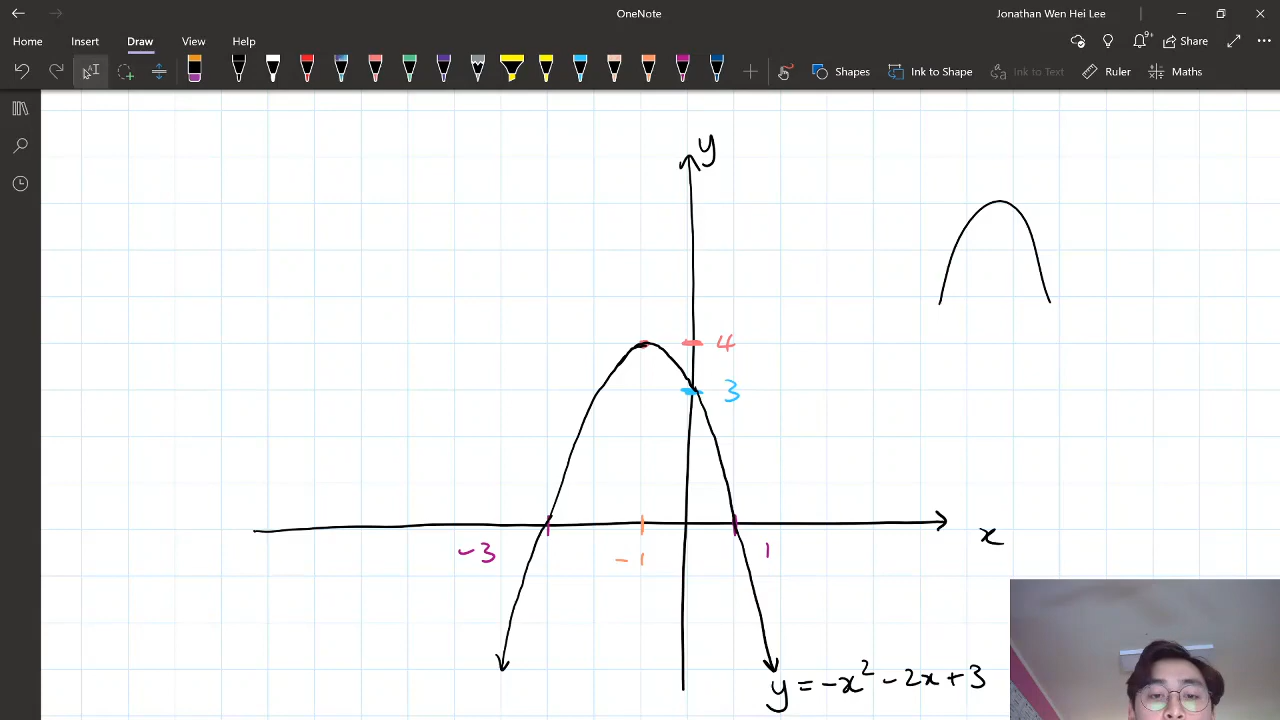 OneNote
Jonathan Wen Hei Lee
Home Insert Draw View Help
9+
Share
Shapes
Ink to Shape
Ink to Text
Ruler
Maths
y
4
3
-3
-1
1
x
y = -x² - 2x + 3